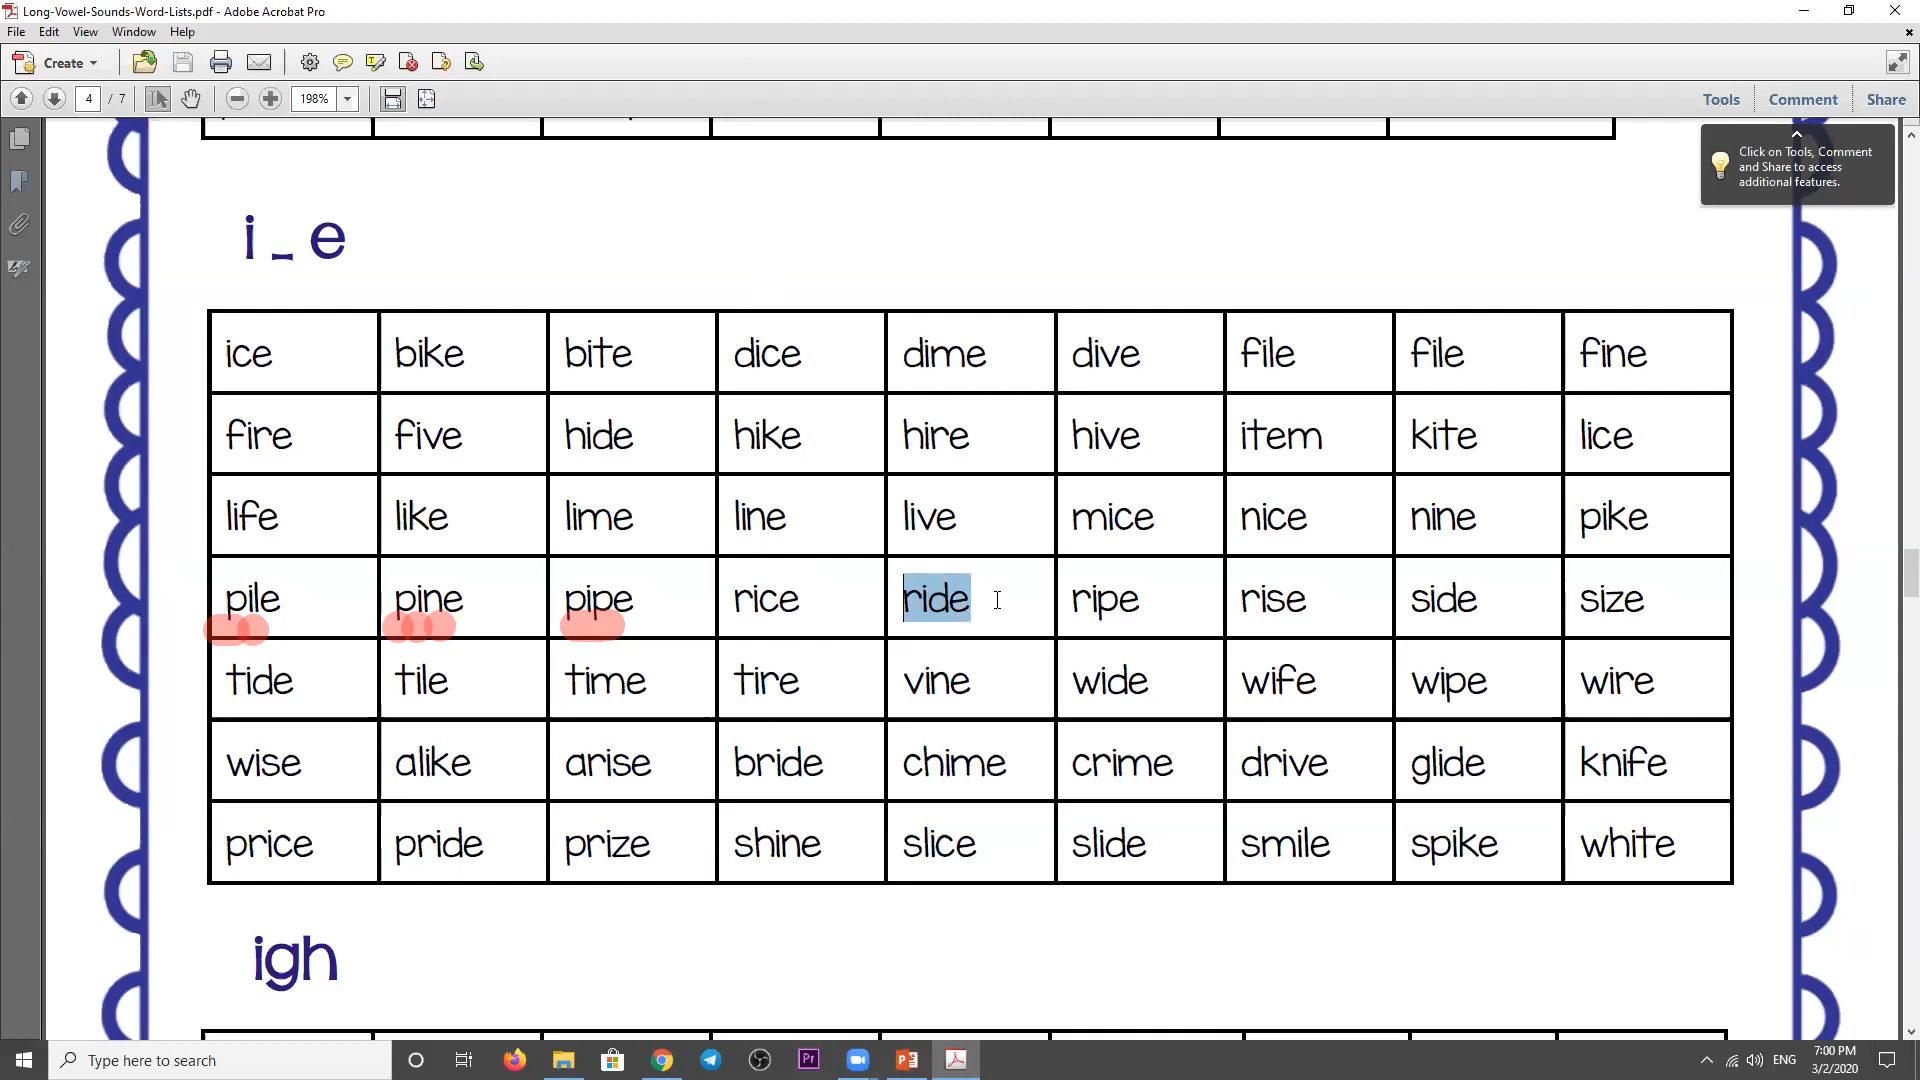 Long-Vowel-Sounds-Word-Lists.pdf - Adobe Acrobat Pro
File Edit View Window Help
Create
4 / 7 198% Tools Comment Share
Click on Tools, Comment
and Share to access
additional features.
i _ e
ice bike bite dice dime dive file file fine
fire five hide hike hire hive item kite lice
life like lime line live mice nice nine pike
pile pine pipe rice ride ripe rise side size
tide tile time tire vine wide wife wipe wire
wise alike arise bride chime crime drive glide knife
price pride prize shine slice slide smile spike white
igh
Type here to search
Pr
ENG
7:00 PM
3/2/2020